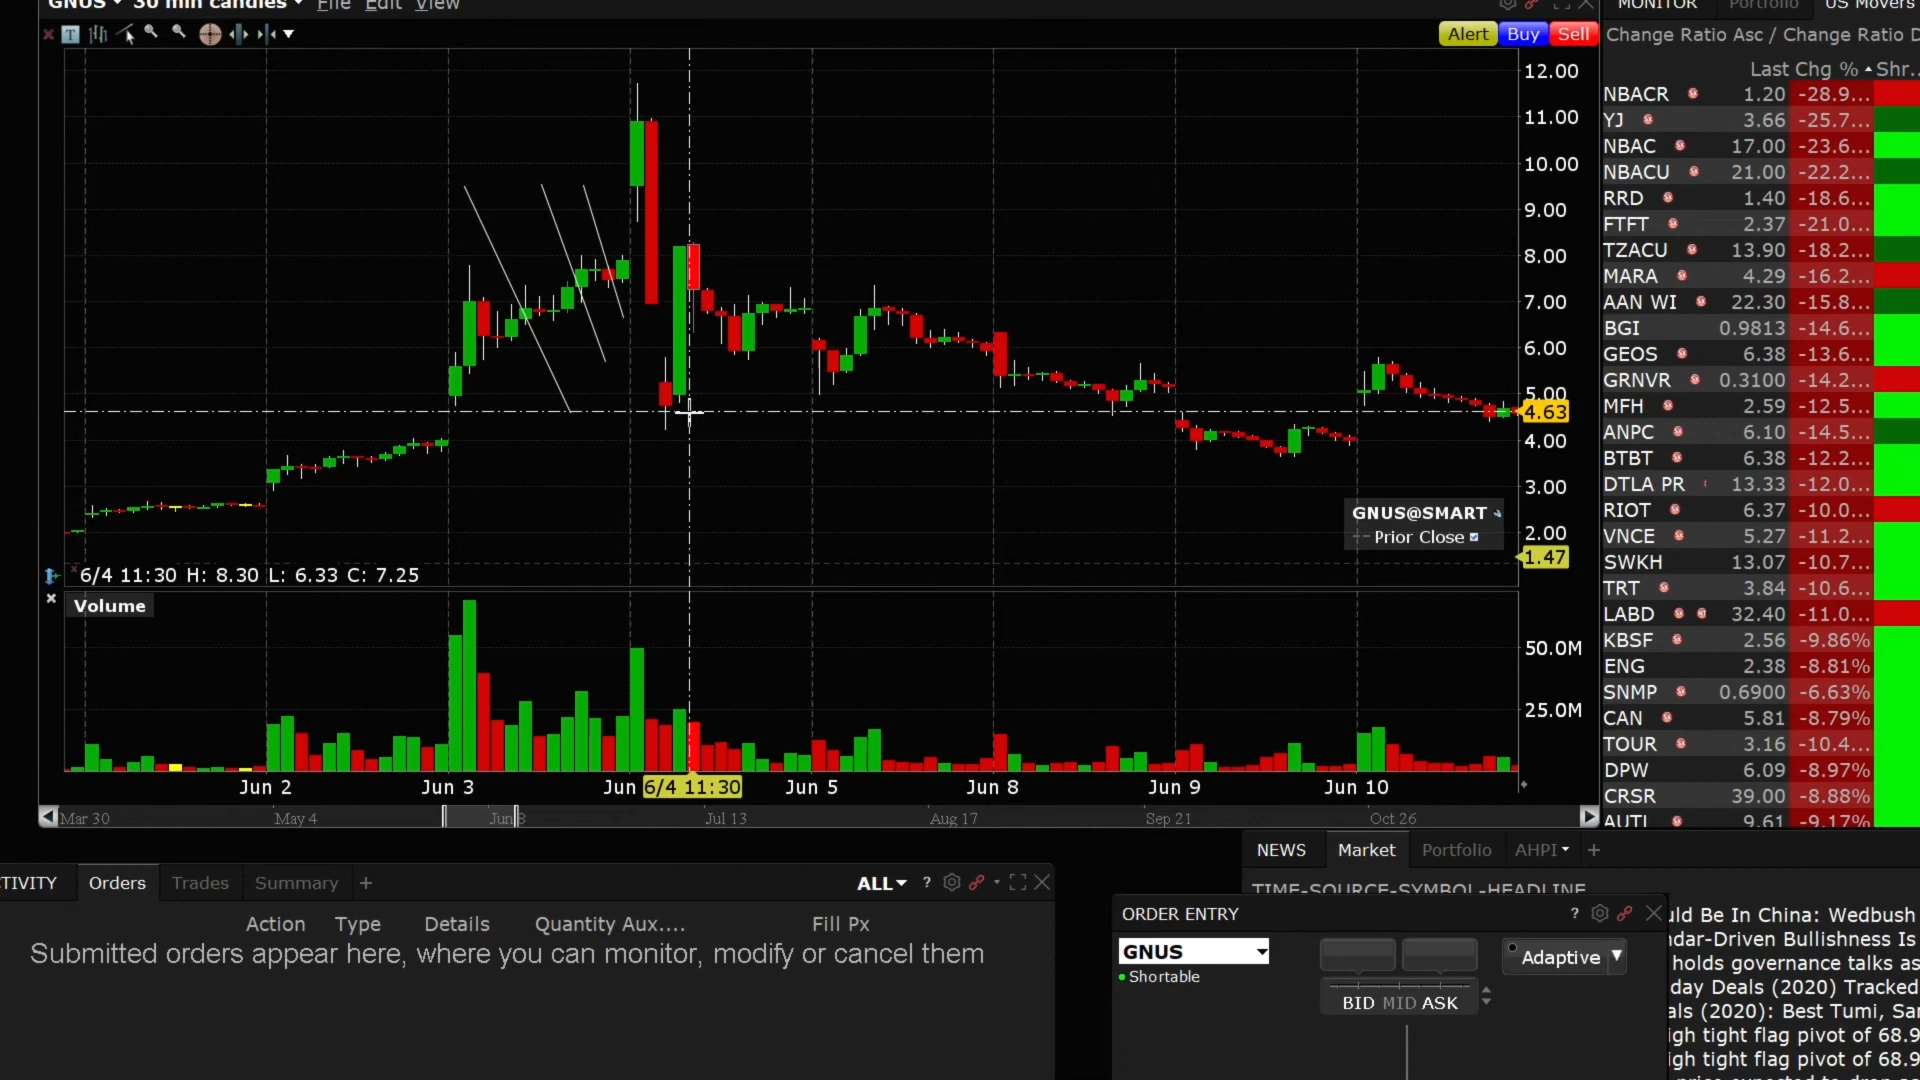 GNUS 30 min candles File Edit View
T
Alert Buy Sell
12.00
11.00
10.00
9.00
8.00
7.00
6.00
5.00
4.63
4.00
3.00
2.00
1.47
GNUS@SMART
Prior Close
6/4 11:30 H: 8.30 L: 6.33 C: 7.25
Volume
50.0M
25.0M
Jun 2 Jun 3 Jun 6/4 11:30 Jun 5 Jun 8 Jun 9 Jun 10
Mar 30 May 4 Jun 8 Jul 13 Aug 17 Sep 21 Oct 26
MONITOR Portfolio US Movers
Change Ratio Asc / Change Ratio D
Last Chg % Shr...
NBACR 1.20 -28.9...
YJ 3.66 -25.7...
NBAC 17.00 -23.6...
NBACU 21.00 -22.2...
RRD 1.40 -18.6...
FTFT 2.37 -21.0...
TZACU 13.90 -18.2...
MARA 4.29 -16.2...
AAN WI 22.30 -15.8...
BGI 0.9813 -14.6...
GEOS 6.38 -13.6...
GRNVR 0.3100 -14.2...
MFH 2.59 -12.5...
ANPC 6.10 -14.5...
BTBT 6.38 -12.2...
DTLA PR 13.33 -12.0...
RIOT 6.37 -10.0...
VNCE 5.27 -11.2...
SWKH 13.07 -10.7...
TRT 3.84 -10.6...
LABD 32.40 -11.0...
KBSF 2.56 -9.86%
ENG 2.38 -8.81%
SNMP 0.6900 -6.63%
CAN 5.81 -8.79%
TOUR 3.16 -10.4...
DPW 6.09 -8.97%
CRSR 39.00 -8.88%
AUTL 9.61 -9.17%
TIVITY Orders Trades Summary + ALL ?
Action Type Details Quantity Aux.... Fill Px
Submitted orders appear here, where you can monitor, modify or cancel them
NEWS Market Portfolio AHPI +
TIME-SOURCE-SYMBOL-HEADLINE
ORDER ENTRY ?
GNUS
Shortable
Adaptive
BID MID ASK
uld Be In China: Wedbush
ndar-Driven Bullishness Is
holds governance talks as
day Deals (2020) Tracked
als (2020): Best Tumi, Sam
igh tight flag pivot of 68.9
igh tight flag pivot of 68.9